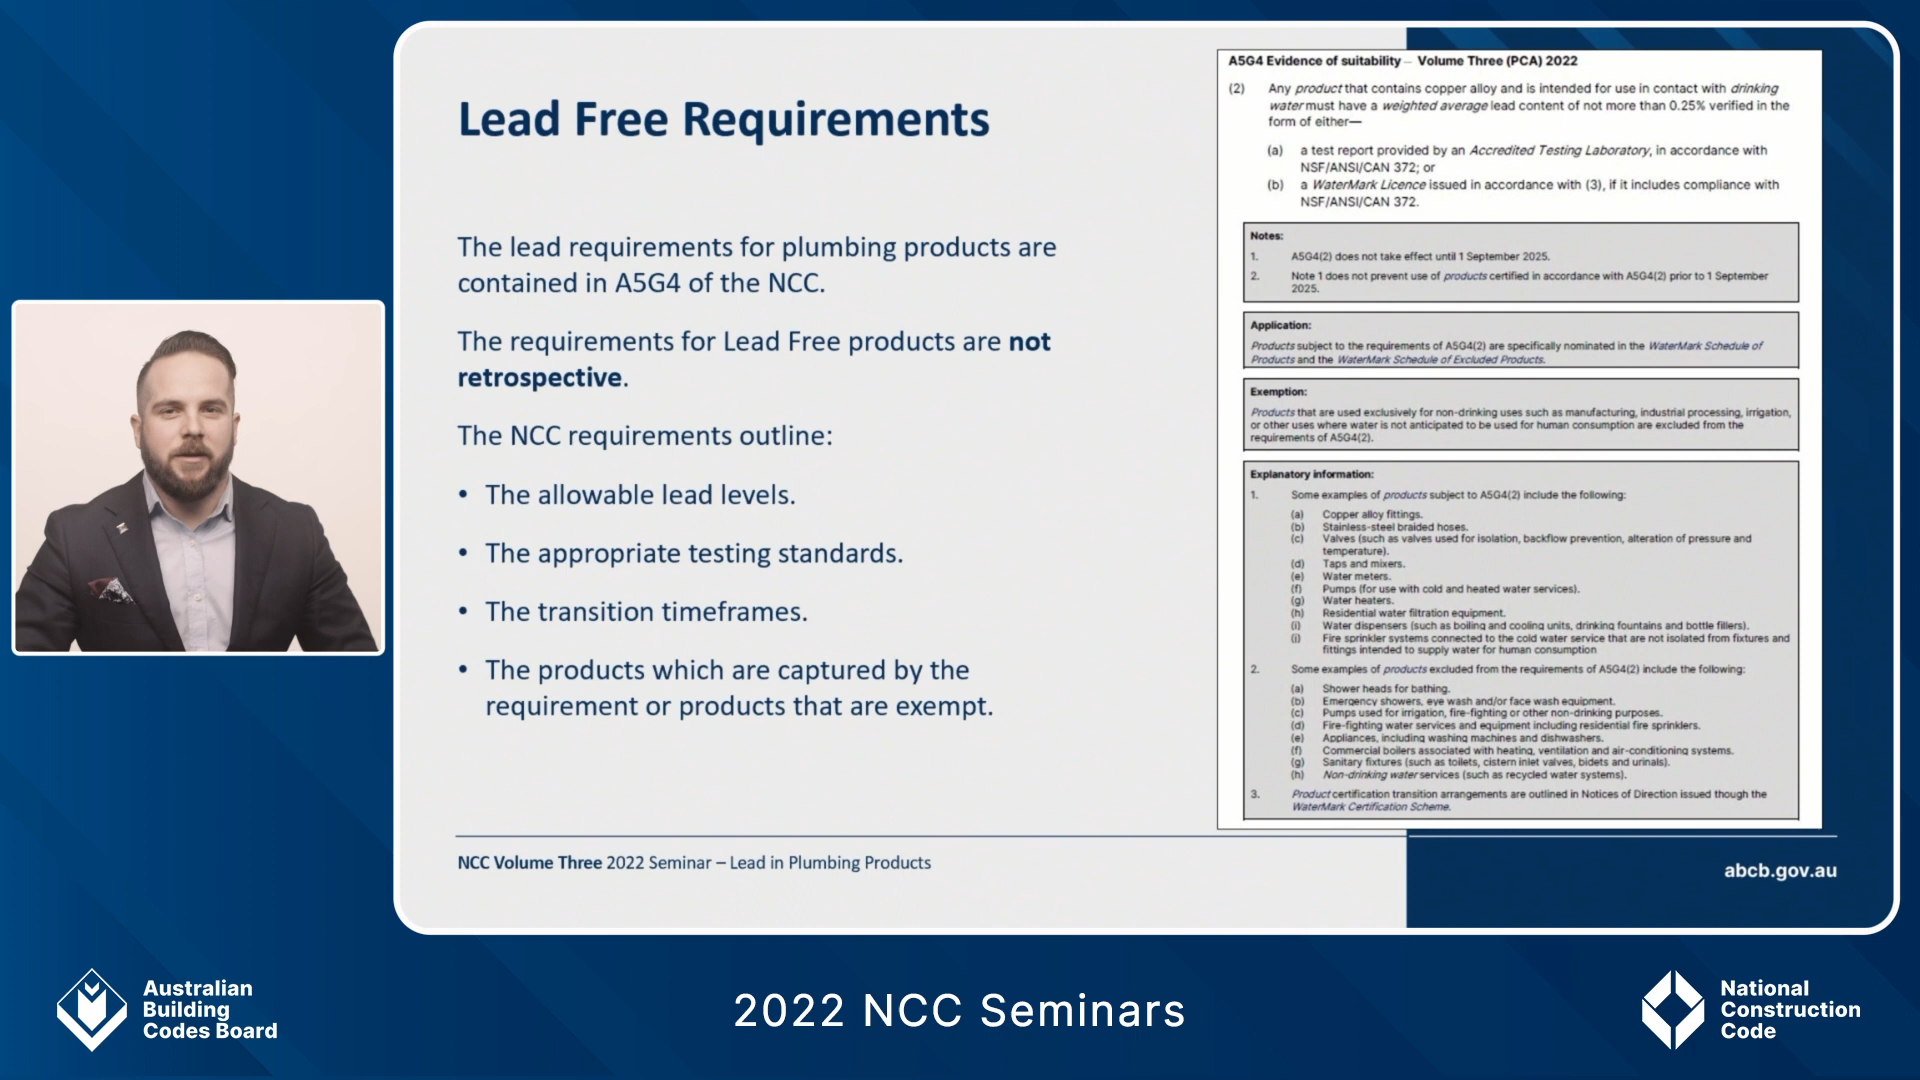 Lead Free Requirements
The lead requirements for plumbing products are
contained in A5G4 of the NCC.
The requirements for Lead Free products are not
retrospective.
The NCC requirements outline:
• The allowable lead levels.
• The appropriate testing standards.
• The transition timeframes.
• The products which are captured by the
requirement or products that are exempt.
A5G4 Evidence of suitability – Volume Three (PCA) 2022
(2) Any product that contains copper alloy and is intended for use in contact with drinking
water must have a weighted average lead content of not more than 0.25% verified in the
form of either—
(a) a test report provided by an Accredited Testing Laboratory, in accordance with
NSF/ANSI/CAN 372; or
(b) a WaterMark Licence issued in accordance with (3), if it includes compliance with
NSF/ANSI/CAN 372.
Notes:
1. A5G4(2) does not take effect until 1 September 2025.
2. Note 1 does not prevent use of products certified in accordance with A5G4(2) prior to 1 September
2025.
Application:
Products subject to the requirements of A5G4(2) are specifically nominated in the WaterMark Schedule of
Products and the WaterMark Schedule of Excluded Products.
Exemption:
Products that are used exclusively for non-drinking uses such as manufacturing, industrial processing, irrigation,
or other uses where water is not anticipated to be used for human consumption are excluded from the
requirements of A5G4(2).
Explanatory information:
1. Some examples of products subject to A5G4(2) include the following:
(a) Copper alloy fittings.
(b) Stainless-steel braided hoses.
(c) Valves (such as valves used for isolation, backflow prevention, alteration of pressure and
temperature).
(d) Taps and mixers.
(e) Water meters.
(f) Pumps (for use with cold and heated water services).
(g) Water heaters.
(h) Residential water filtration equipment.
(i) Water dispensers (such as boiling and cooling units, drinking fountains and bottle fillers).
(j) Fire sprinkler systems connected to the cold water service that are not isolated from fixtures and
fittings intended to supply water for human consumption
2. Some examples of products excluded from the requirements of A5G4(2) include the following:
(a) Shower heads for bathing.
(b) Emergency showers, eye wash and/or face wash equipment.
(c) Pumps used for irrigation, fire-fighting or other non-drinking purposes.
(d) Fire-fighting water services and equipment including residential fire sprinklers.
(e) Appliances, including washing machines and dishwashers.
(f) Commercial boilers associated with heating, ventilation and air-conditioning systems.
(g) Sanitary fixtures (such as toilets, cistern inlet valves, bidets and urinals).
(h) Non-drinking water services (such as recycled water systems).
3. Product certification transition arrangements are outlined in Notices of Direction issued though the
WaterMark Certification Scheme.
NCC Volume Three 2022 Seminar – Lead in Plumbing Products
abcb.gov.au
Australian
Building
Codes Board
2022 NCC Seminars
National
Construction
Code